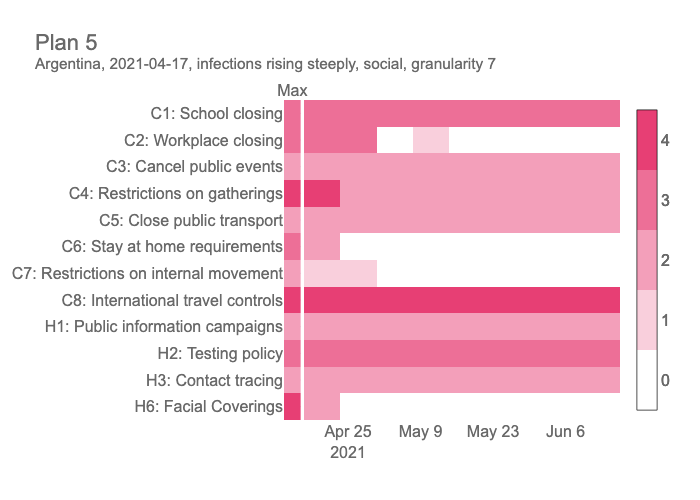 Plan 5
Argentina, 2021-04-17, infections rising steeply, social, granularity 7
Max
C1: School closing
C2: Workplace closing
C3: Cancel public events
C4: Restrictions on gatherings
C5: Close public transport
C6: Stay at home requirements
C7: Restrictions on internal movement
C8: International travel controls
H1: Public information campaigns
H2: Testing policy
H3: Contact tracing
H6: Facial Coverings
Apr 25 May 9 May 23 Jun 6
2021
4
3
2
1
0